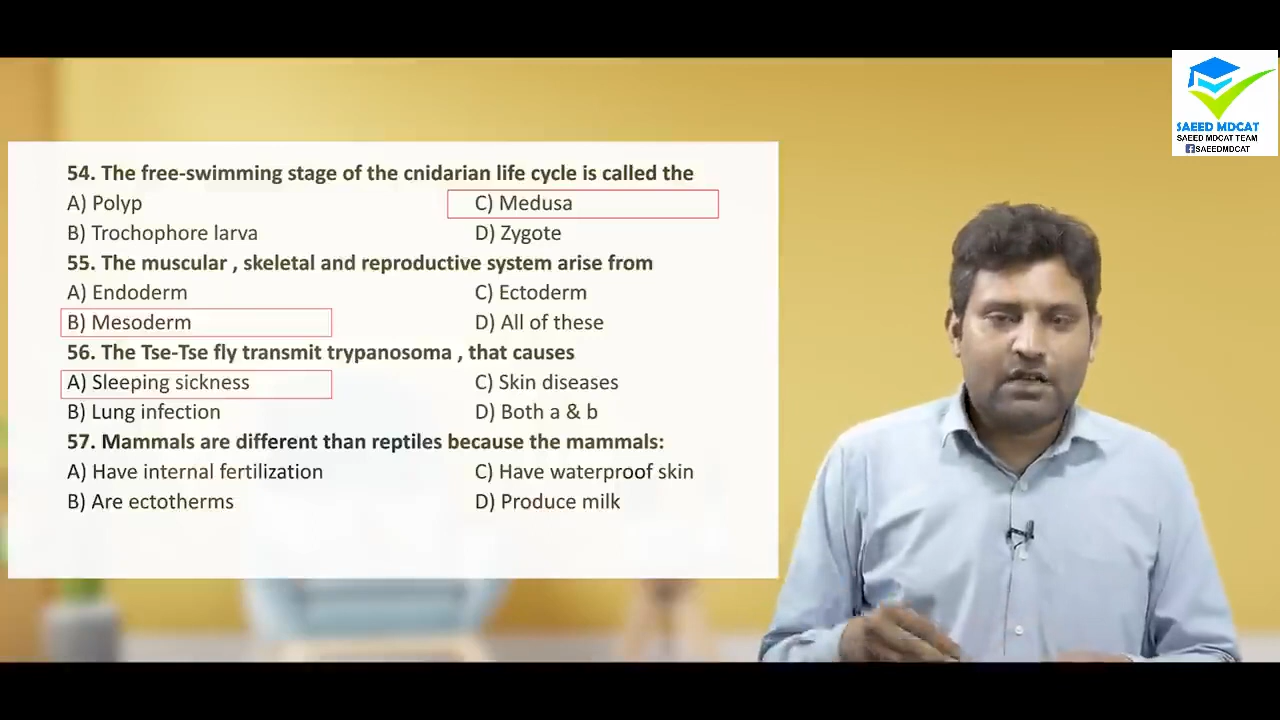 54. The free-swimming stage of the cnidarian life cycle is called the
A) Polyp
C) Medusa
B) Trochophore larva
D) Zygote
55. The muscular , skeletal and reproductive system arise from
A) Endoderm
C) Ectoderm
B) Mesoderm
D) All of these
56. The Tse-Tse fly transmit trypanosoma , that causes
A) Sleeping sickness
C) Skin diseases
B) Lung infection
D) Both a & b
57. Mammals are different than reptiles because the mammals:
A) Have internal fertilization
C) Have waterproof skin
B) Are ectotherms
D) Produce milk
SAEED MDCAT
SAEED MDCAT TEAM
SAEEDMDCAT